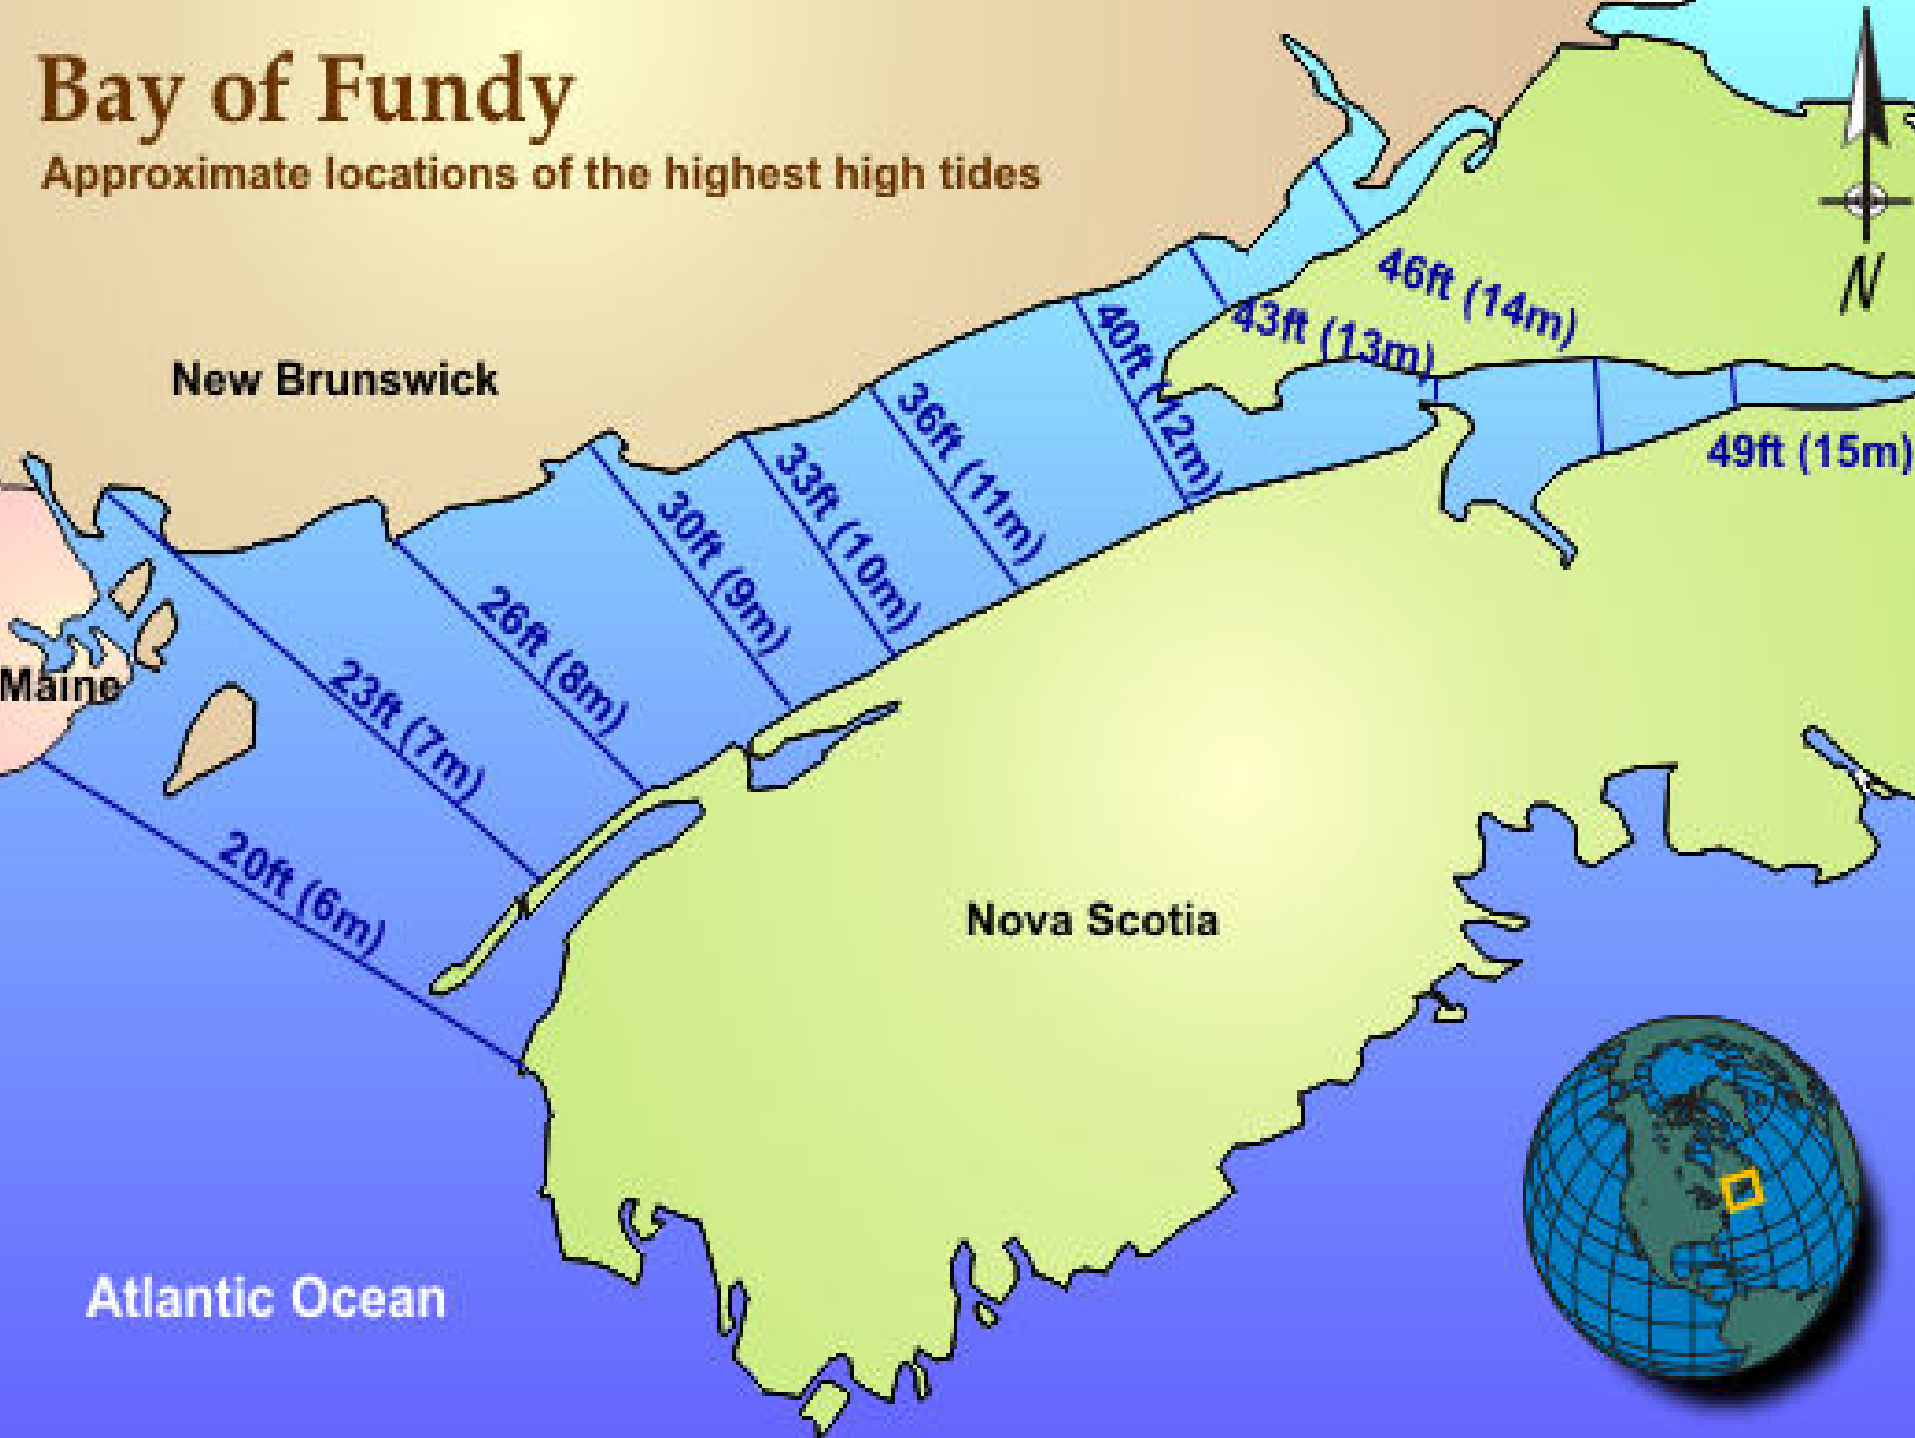 Bay of Fundy
Approximate locations of the highest high tides
N
46ft (14m)
43ft (13m)
40ft (12m)
New Brunswick
36ft (11m)
49ft (15m)
33ft (10m)
30ft (9m)
26ft (8m)
23ft (7m)
Maine
20ft (6m)
Nova Scotia
Atlantic Ocean